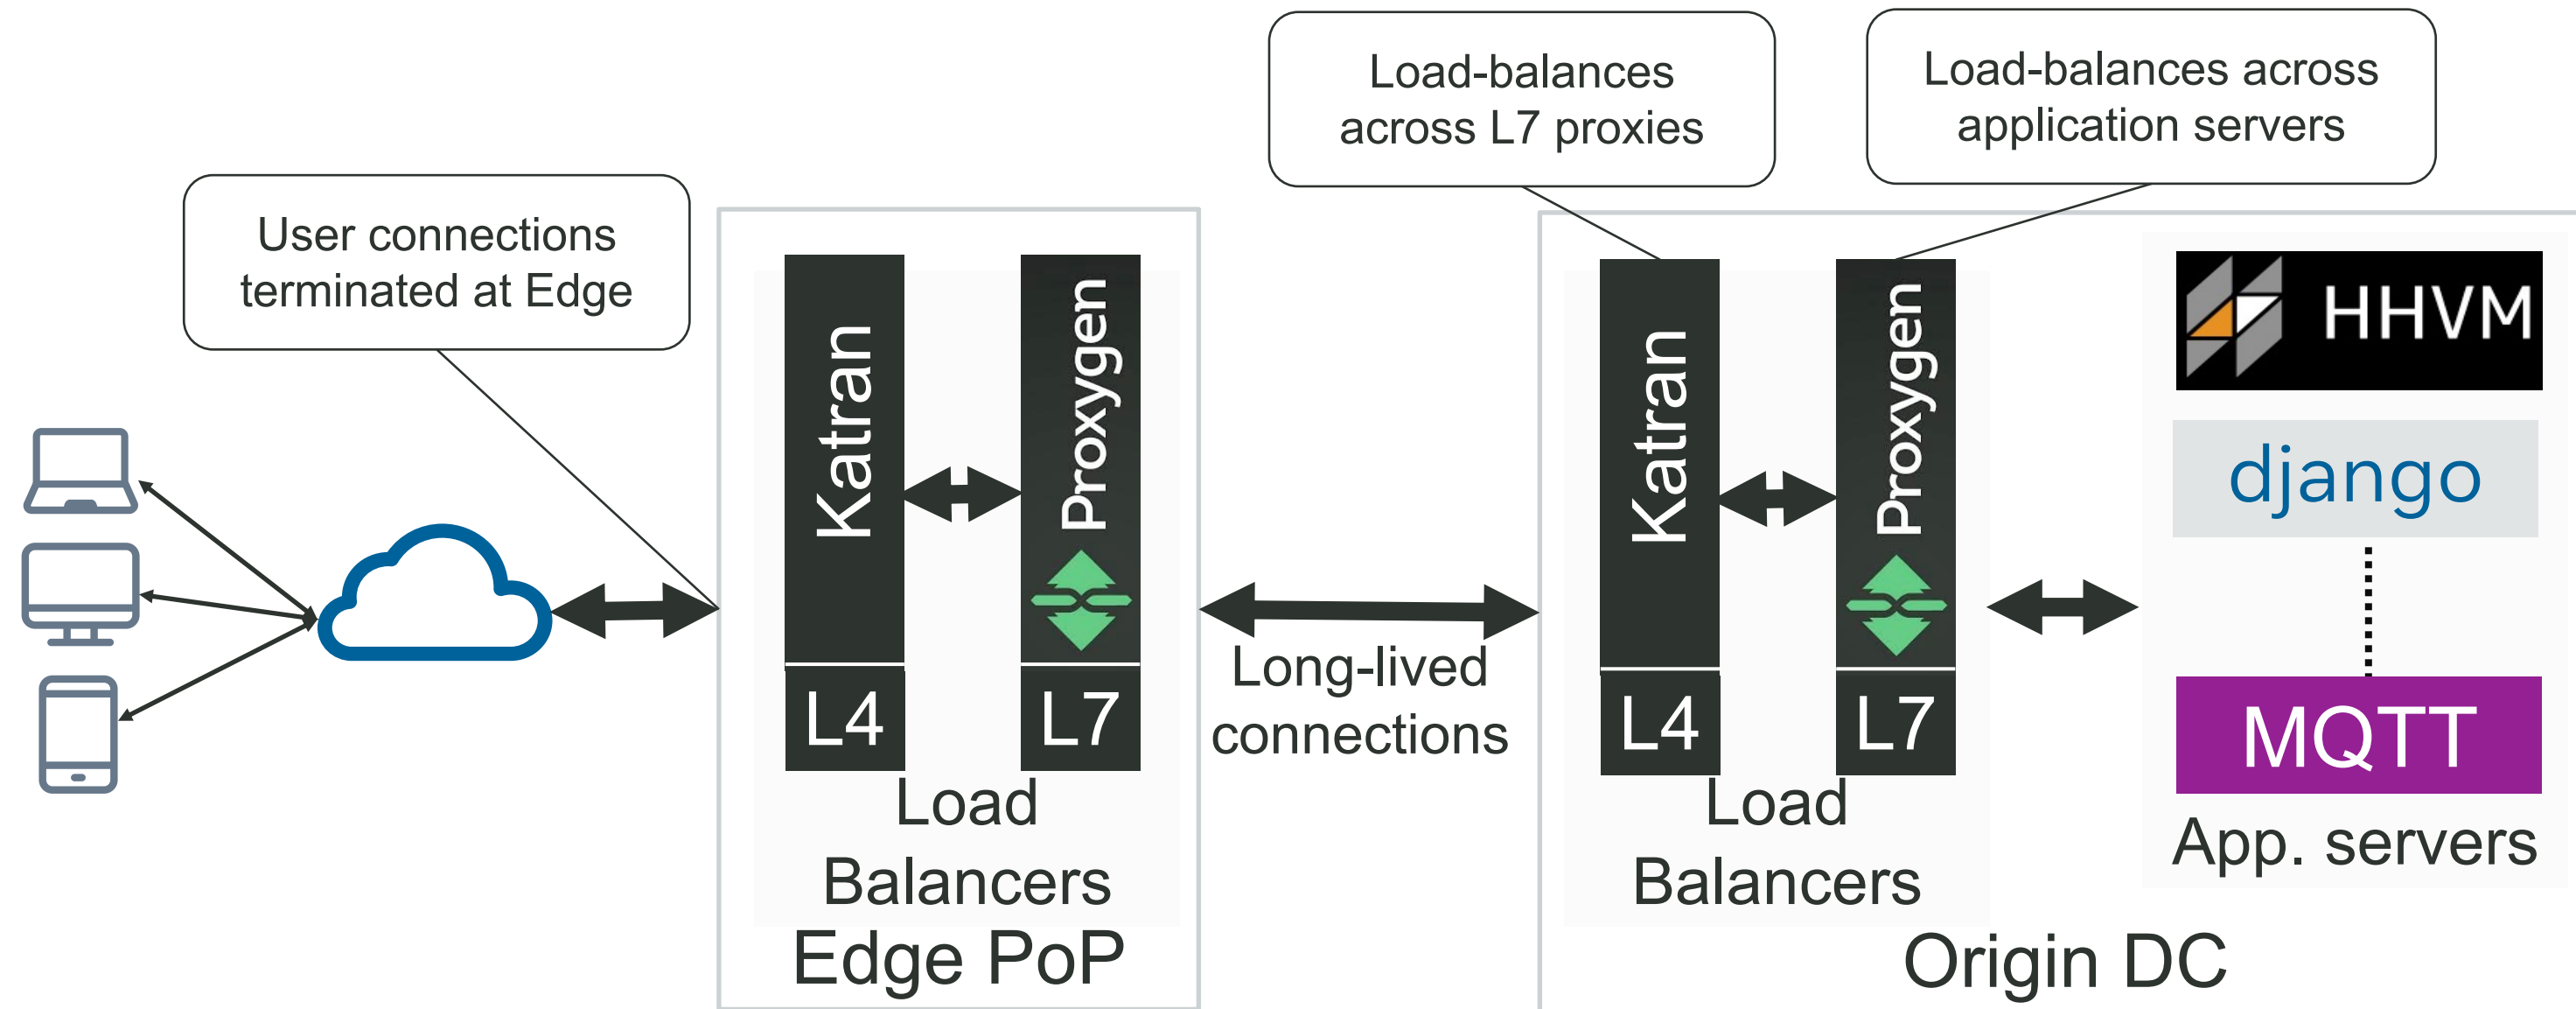 Load-balances
across L7 proxies
Load-balances across
application servers
User connections
terminated at Edge
Katran
L4
Proxygen
L7
Load
Balancers
Edge PoP
Long-lived
connections
Katran
L4
Proxygen
L7
Load
Balancers
HHVM
django
MQTT
App. servers
Origin DC